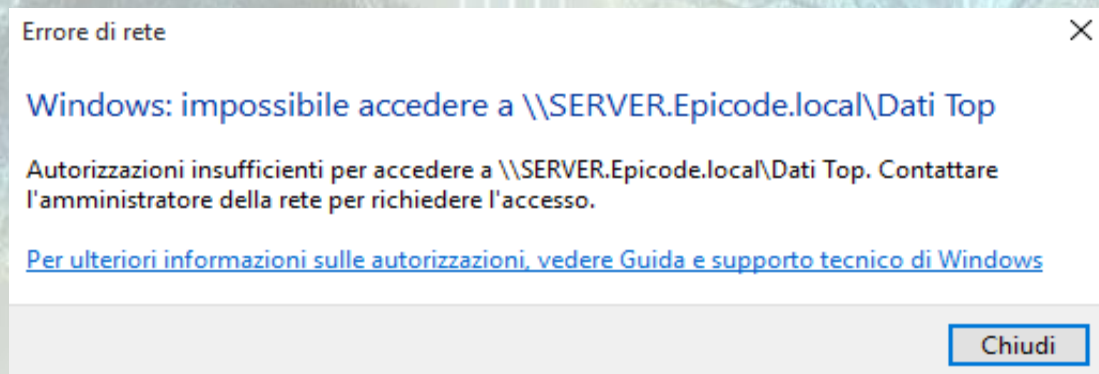 Errore di rete
Windows: impossibile accedere a \\SERVER.Epicode.local\Dati Top
Autorizzazioni insufficienti per accedere a \\SERVER.Epicode.local\Dati Top. Contattare
l'amministratore della rete per richiedere l'accesso.
Per ulteriori informazioni sulle autorizzazioni, vedere Guida e supporto tecnico di Windows
Chiudi